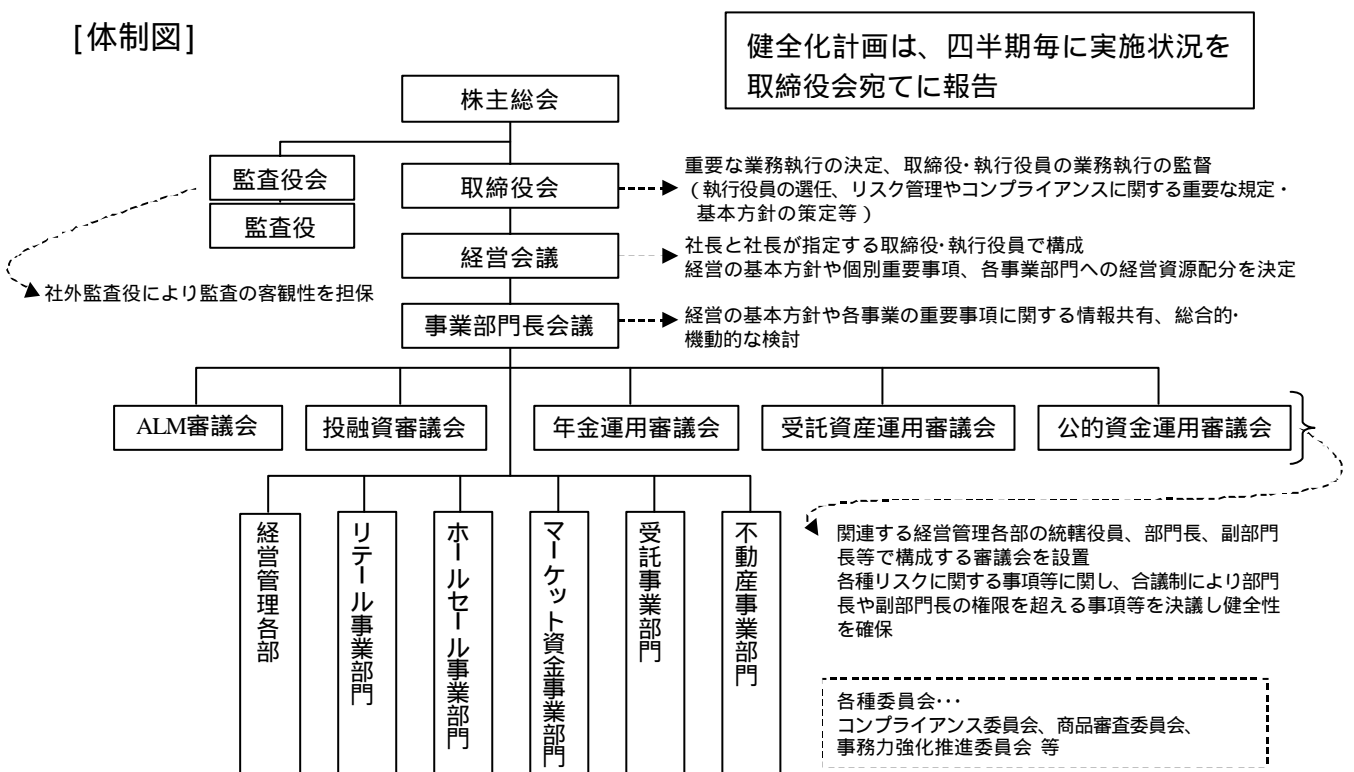 [体制図]
健全化計画は、四半期毎に実施状況を
取締役会宛てに報告
株主総会
監査役会
監査役
取締役会
重要な業務執行の決定、取締役・執行役員の業務執行の監督
（執行役員の選任、リスク管理やコンプライアンスに関する重要な規定・
基本方針の策定等）
経営会議
社長と社長が指定する取締役・執行役員で構成
経営の基本方針や個別重要事項、各事業部門への経営資源配分を決定
社外監査役により監査の客観性を担保
事業部門長会議
経営の基本方針や各事業の重要事項に関する情報共有、総合的・
機動的な検討
ALM審議会
投融資審議会
年金運用審議会
受託資産運用審議会
公的資金運用審議会
経営管理各部
リテール事業部門
ホールセール事業部門
マーケット資金事業部門
受託事業部門
不動産事業部門
関連する経営管理各部の統轄役員、部門長、副部門
長等で構成する審議会を設置
各種リスクに関する事項等に関し、合議制により部門
長や副部門長の権限を超える事項等を決議し健全性
を確保
各種委員会・・・
コンプライアンス委員会、商品審査委員会、
事務力強化推進委員会 等